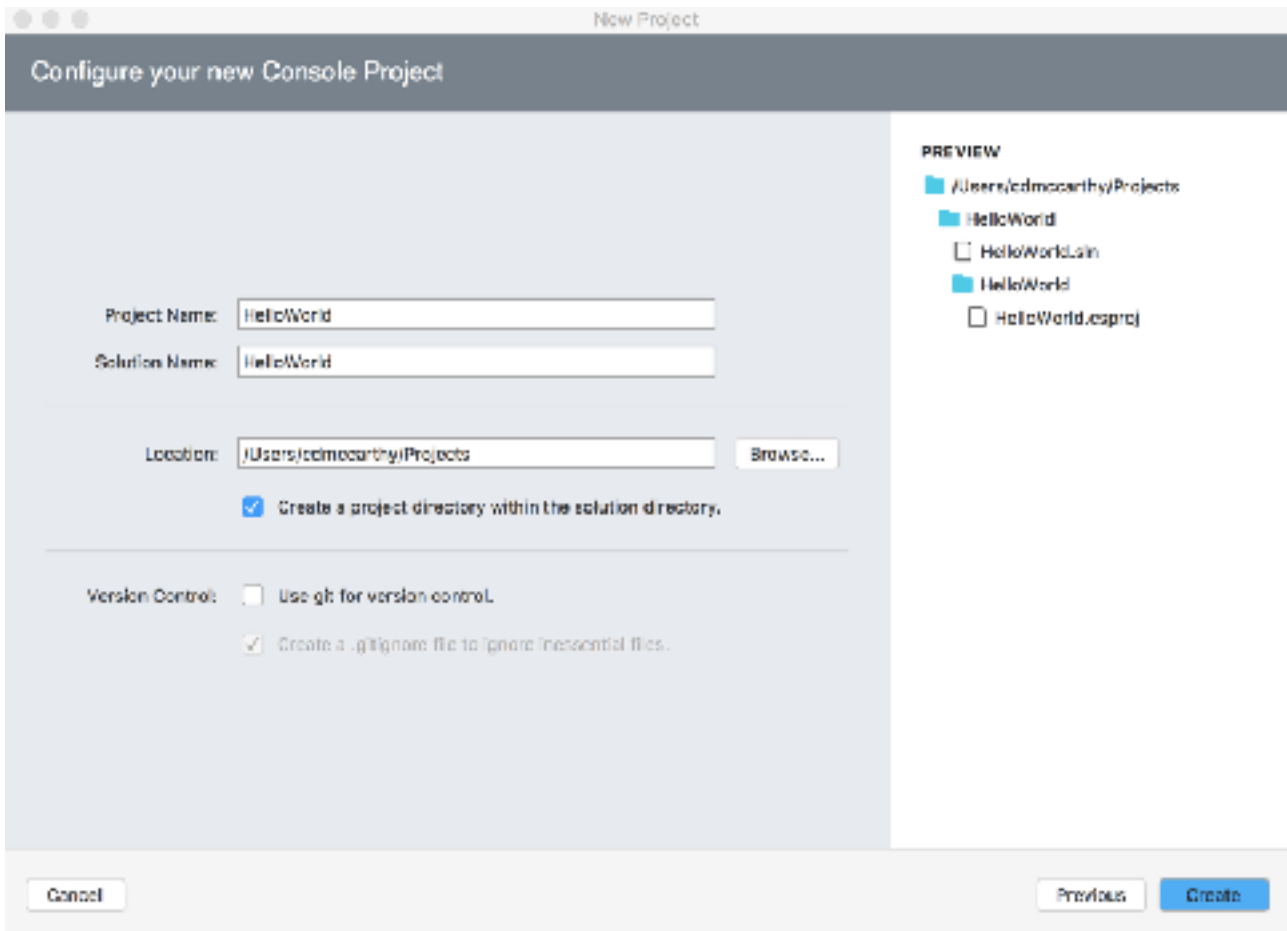 New Project
Configure your new Console Project
Project Name: HelloWorld
Solution Name: HelloWorld
Location: /Users/cdmccarthy/Projects Browse...
Create a project directory within the solution directory.
Version Control: Use git for version control.
Create a .gitignore file to ignore inessential files.
PREVIEW
/Users/cdmccarthy/Projects
HelloWorld
HelloWorld.sln
HelloWorld
HelloWorld.csproj
Cancel Previous Create